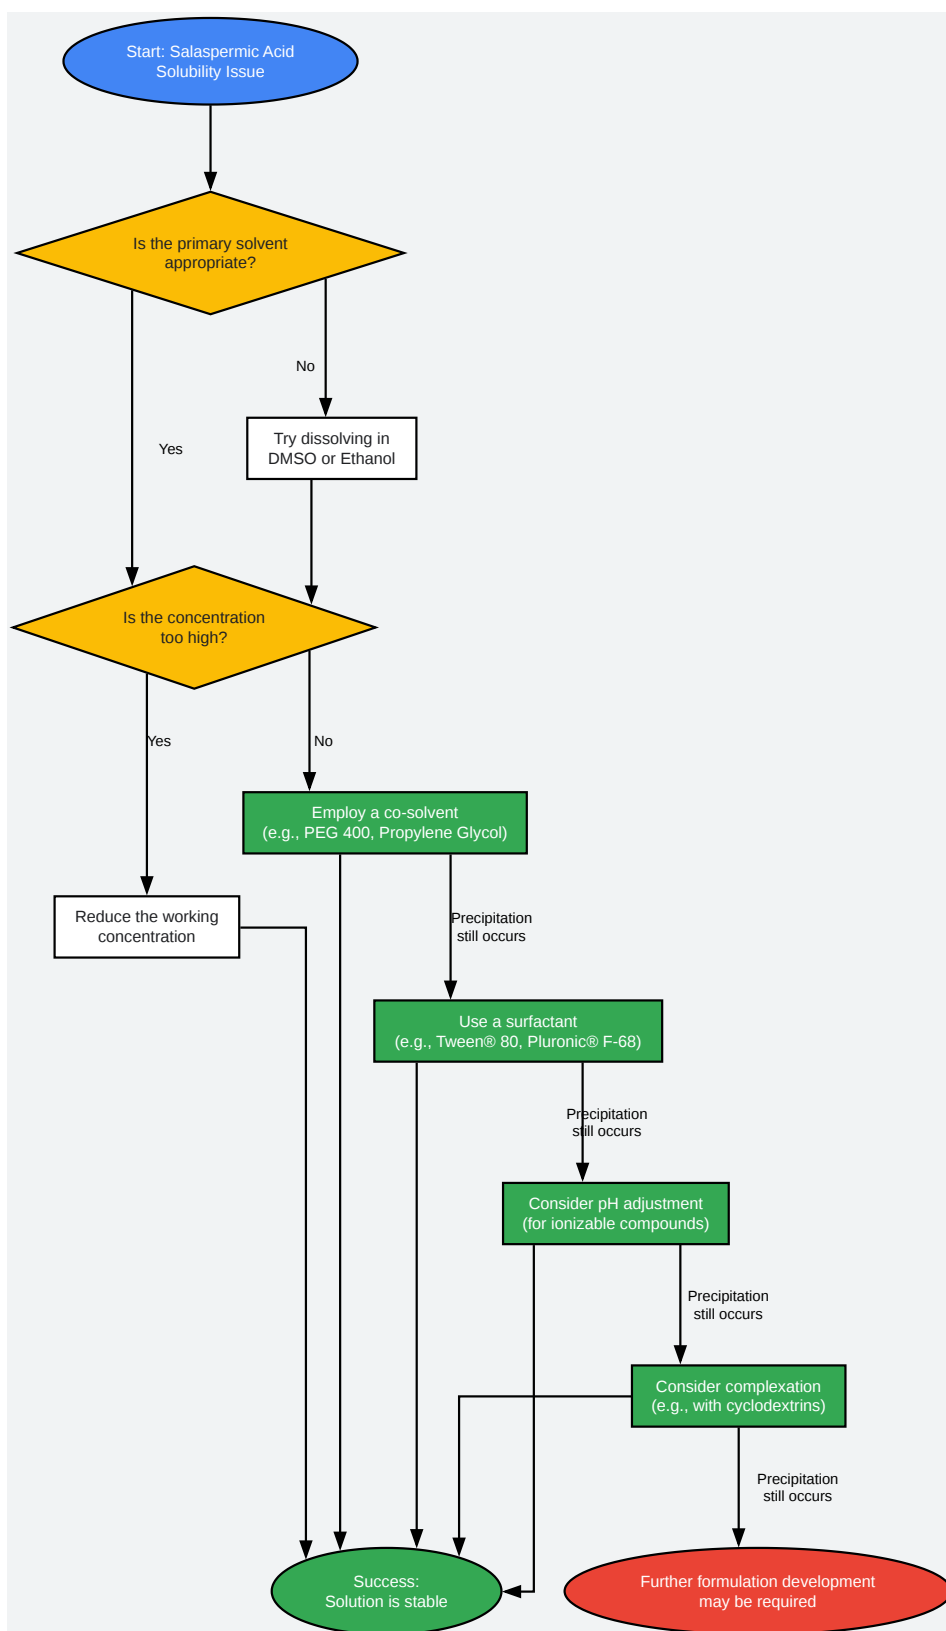 Start: Salaspermic Acid
Solubility Issue
Is the primary solvent
appropriate?
No
Yes
Try dissolving in
DMSO or Ethanol
Is the concentration
too high?
Yes
No
Employ a co-solvent
(e.g., PEG 400, Propylene Glycol)
Reduce the working
concentration
Precipitation
still occurs
Use a surfactant
(e.g., Tween® 80, Pluronic® F-68)
Precipitation
still occurs
Consider pH adjustment
(for ionizable compounds)
Precipitation
still occurs
Consider complexation
(e.g., with cyclodextrins)
Precipitation
still occurs
Success:
Solution is stable
Further formulation development
may be required